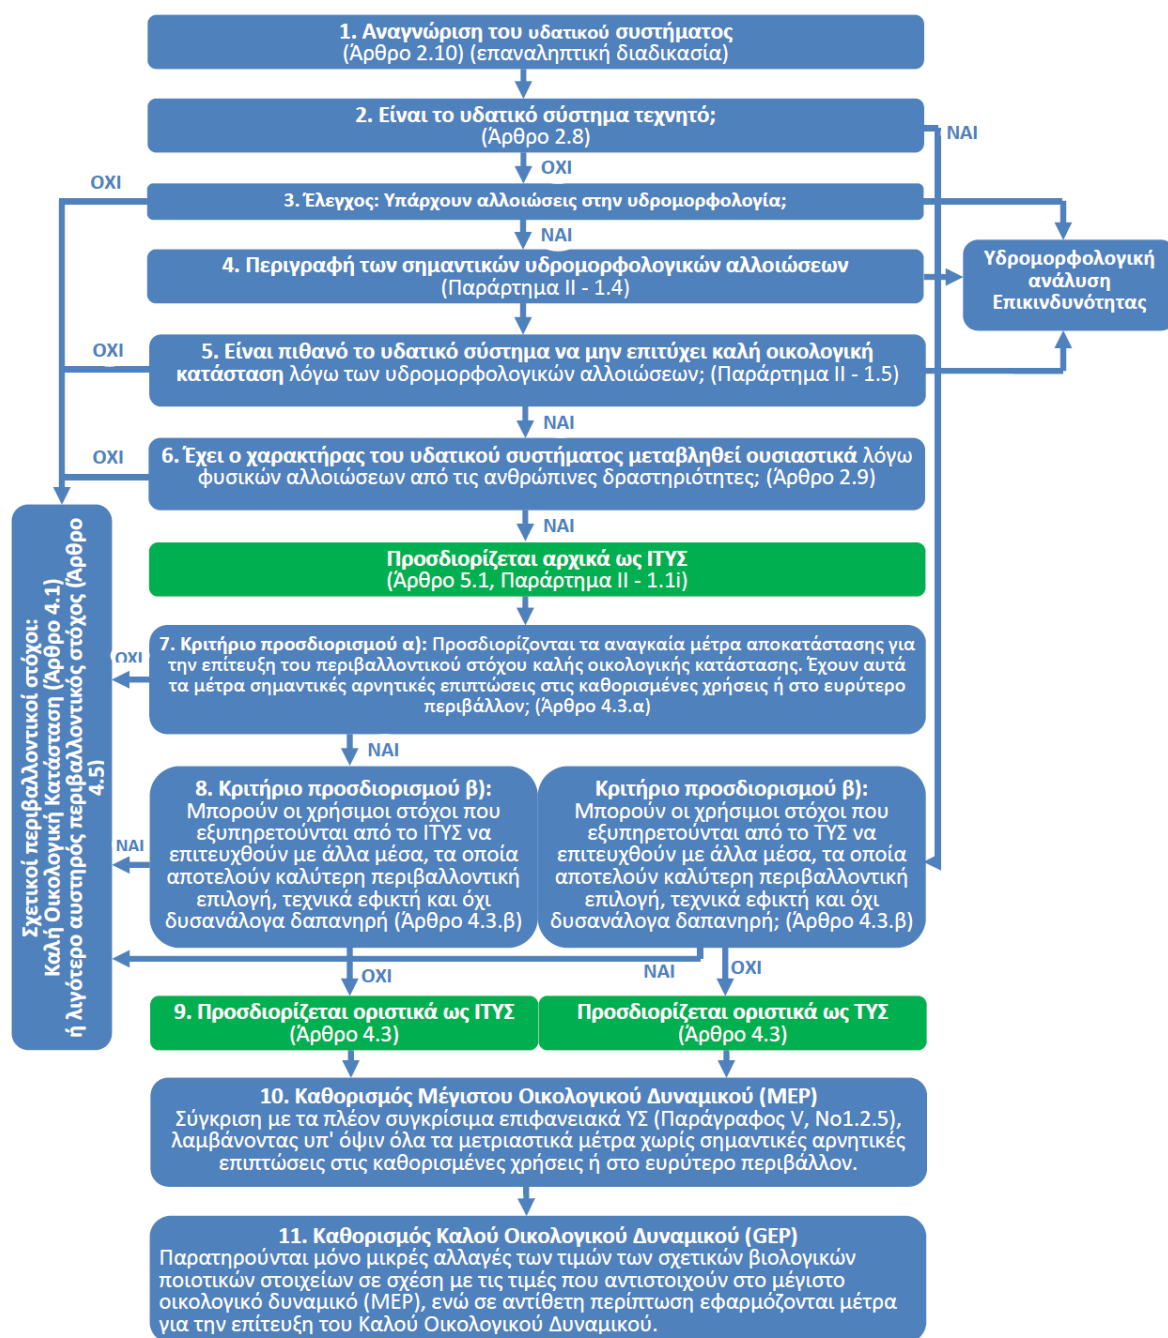 1. Αναγνώριση του υδατικού συστήματος
(Άρθρο 2.10) (επαναληπτική διαδικασία)
2. Είναι το υδατικό σύστημα τεχνητό;
(Άρθρο 2.8)
ΝΑΙ
ΟΧΙ
ΟΧΙ
3. Έλεγχος: Υπάρχουν αλλοιώσεις στην υδρομορφολογία;
ΝΑΙ
4. Περιγραφή των σημαντικών υδρομορφολογικών αλλοιώσεων
(Παράρτημα ΙΙ - 1.4)
Υδρομορφολογική
ανάλυση
Επικινδυνότητας
ΟΧΙ
5. Είναι πιθανό το υδατικό σύστημα να μην επιτύχει καλή οικολογική
κατάσταση λόγω των υδρομορφολογικών αλλοιώσεων; (Παράρτημα ΙΙ - 1.5)
ΝΑΙ
ΟΧΙ
6. Έχει ο χαρακτήρας του υδατικού συστήματος μεταβληθεί ουσιαστικά λόγω
φυσικών αλλοιώσεων από τις ανθρώπινες δραστηριότητες; (Άρθρο 2.9)
ΝΑΙ
Προσδιορίζεται αρχικά ως ΙΤΥΣ
(Άρθρο 5.1, Παράρτημα ΙΙ - 1.1i)
ΟΧΙ
7. Κριτήριο προσδιορισμού α): Προσδιορίζονται τα αναγκαία μέτρα αποκατάστασης για
την επίτευξη του περιβαλλοντικού στόχου καλής οικολογικής κατάστασης. Έχουν αυτά
τα μέτρα σημαντικές αρνητικές επιπτώσεις στις καθορισμένες χρήσεις ή στο ευρύτερο
περιβάλλον; (Άρθρο 4.3.α)
ΝΑΙ
Σχετικοί περιβαλλοντικοί στόχοι:
Καλή Οικολογική Κατάσταση (Άρθρο 4.1)
ή λιγότερο αυστηρός περιβαλλοντικός στόχος (Άρθρο
4.5)
ΝΑΙ
8. Κριτήριο προσδιορισμού β):
Μπορούν οι χρήσιμοι στόχοι που
εξυπηρετούνται από το ΙΤΥΣ να
επιτευχθούν με άλλα μέσα, τα οποία
αποτελούν καλύτερη περιβαλλοντική
επιλογή, τεχνικά εφικτή και όχι
δυσανάλογα δαπανηρή (Άρθρο 4.3.β)
Κριτήριο προσδιορισμού β):
Μπορούν οι χρήσιμοι στόχοι που
εξυπηρετούνται από το ΤΥΣ να
επιτευχθούν με άλλα μέσα, τα οποία
αποτελούν καλύτερη περιβαλλοντική
επιλογή, τεχνικά εφικτή και όχι
δυσανάλογα δαπανηρή; (Άρθρο 4.3.β)
ΟΧΙ
ΝΑΙ
ΟΧΙ
9. Προσδιορίζεται οριστικά ως ΙΤΥΣ
(Άρθρο 4.3)
Προσδιορίζεται οριστικά ως ΤΥΣ
(Άρθρο 4.3)
10. Καθορισμός Μέγιστου Οικολογικού Δυναμικού (MEP)
Σύγκριση με τα πλέον συγκρίσιμα επιφανειακά ΥΣ (Παράγραφος V, No1.2.5),
λαμβάνοντας υπ' όψιν όλα τα μετριαστικά μέτρα χωρίς σημαντικές αρνητικές
επιπτώσεις στις καθορισμένες χρήσεις ή στο ευρύτερο περιβάλλον.
11. Καθορισμός Καλού Οικολογικού Δυναμικού (GEP)
Παρατηρούνται μόνο μικρές αλλαγές των τιμών των σχετικών βιολογικών
ποιοτικών στοιχείων σε σχέση με τις τιμές που αντιστοιχούν στο μέγιστο
οικολογικό δυναμικό (MEP), ενώ σε αντίθετη περίπτωση εφαρμόζονται μέτρα
για την επίτευξη του Καλού Οικολογικού Δυναμικού.